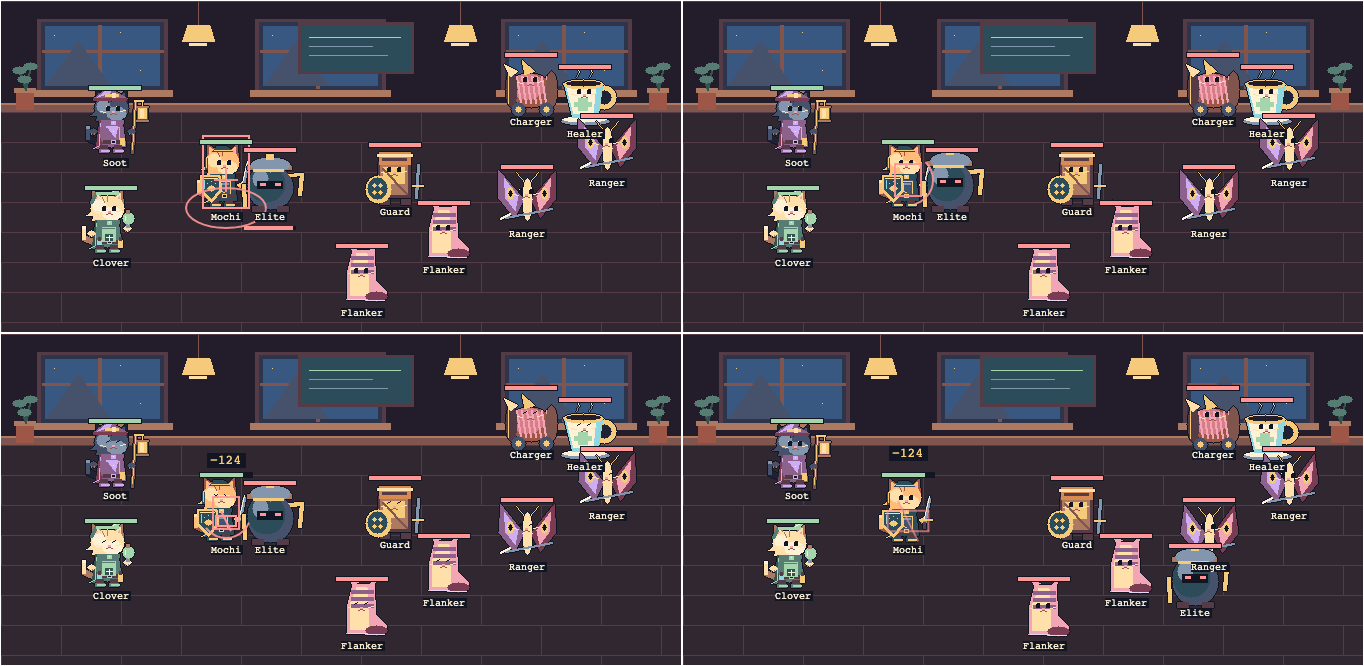 Charger
Healer
Soot
Ranger
Mochi
Elite
Guard
Ranger
Clover
Flanker
Flanker
Charger
Healer
Soot
Ranger
Mochi
Elite
Guard
Ranger
Clover
Flanker
Flanker
−124
Charger
Healer
Soot
Ranger
Mochi
Elite
Guard
Ranger
Clover
Flanker
Flanker
−124
Charger
Healer
Soot
Ranger
Mochi
Guard
Ranger
Clover
Flanker
Elite
Flanker